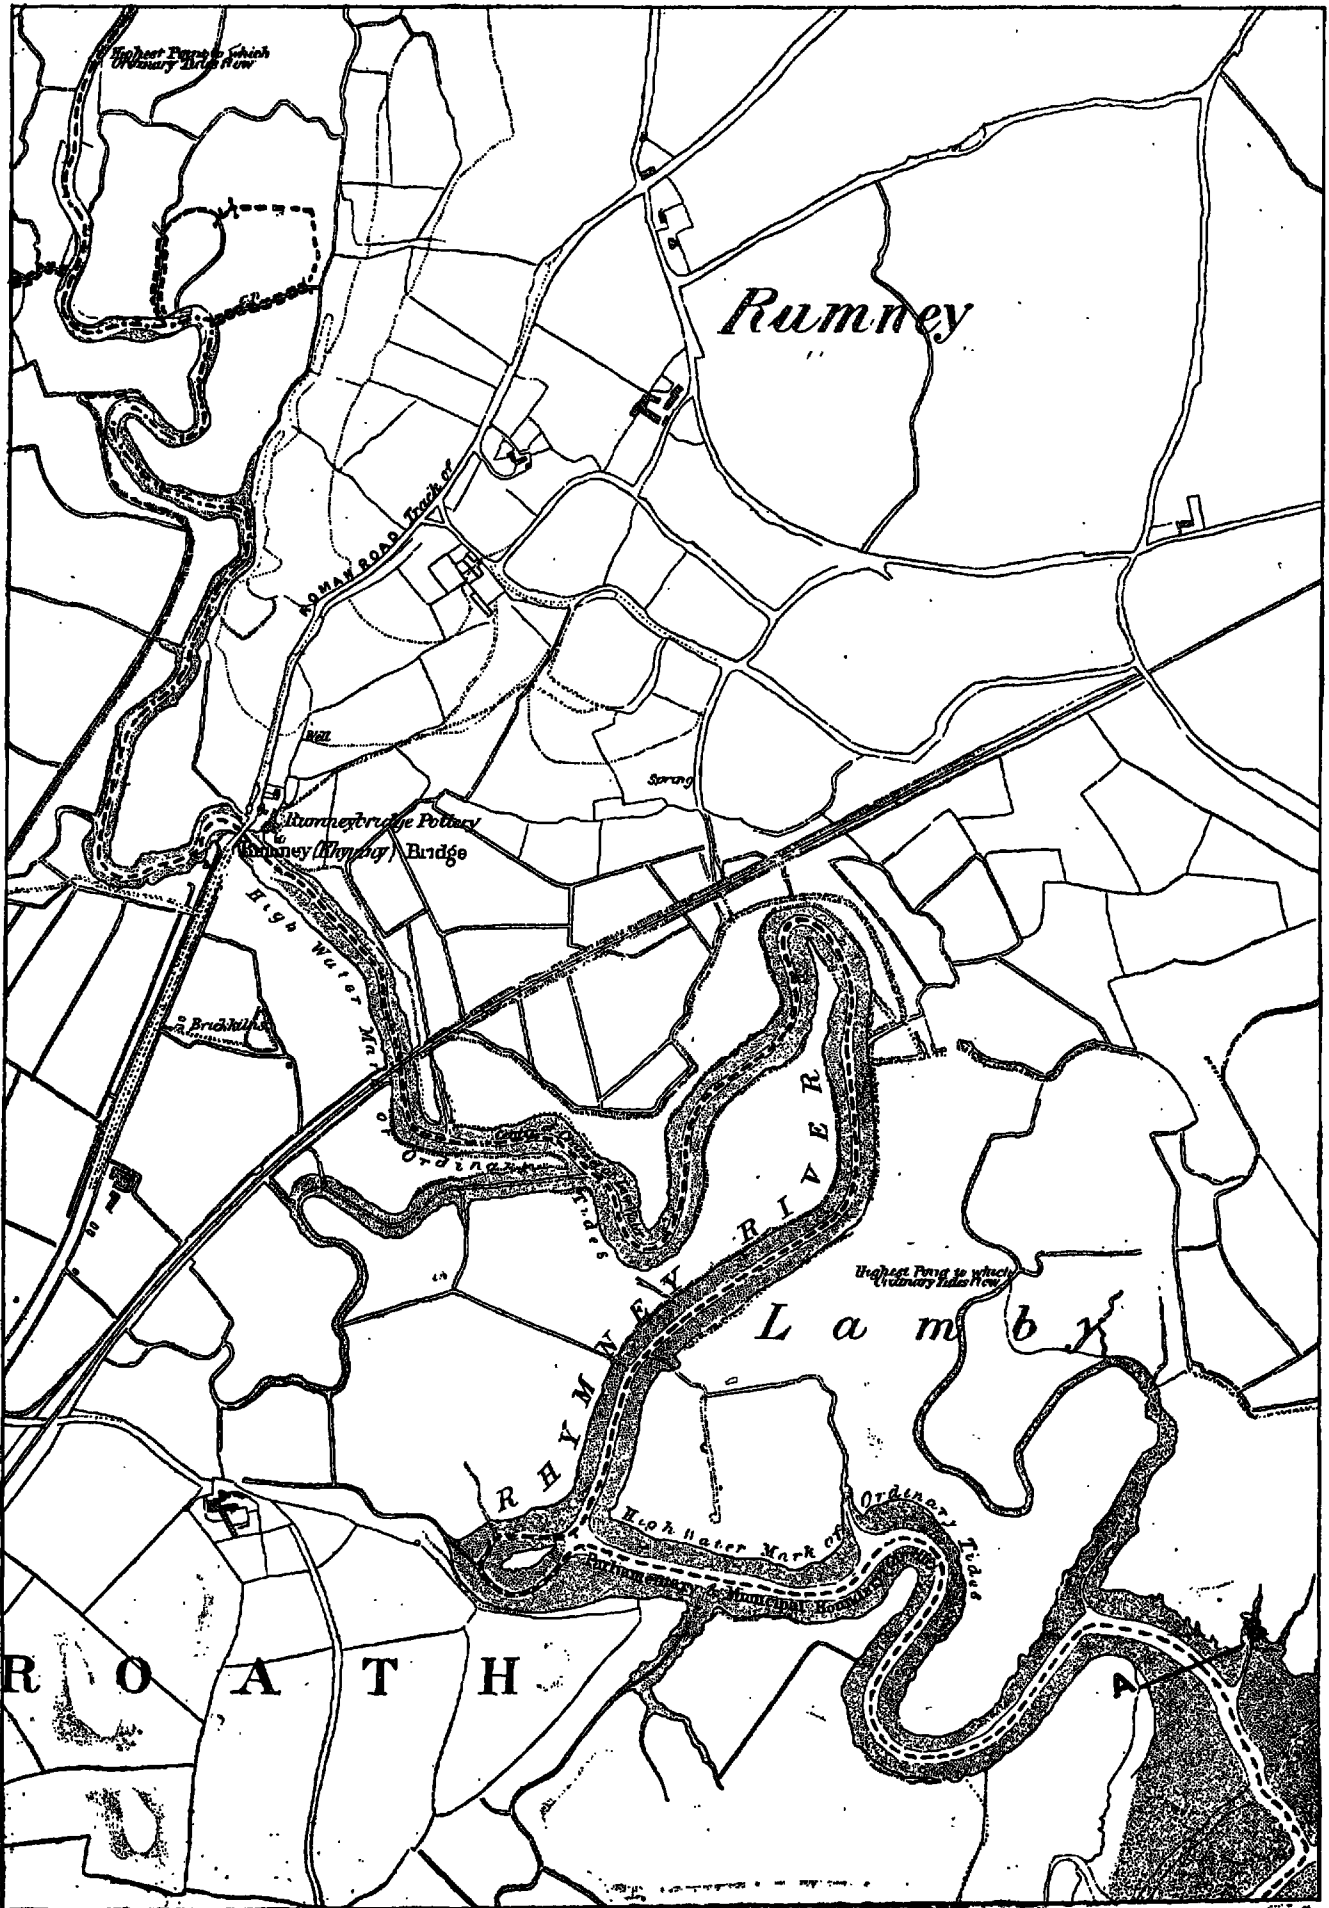 Highest Point to which
Ordinary Tides flow
Rumney
ROMAN ROAD Track of
Well
Spring
Rumneybridge Pottery
Rumney (Rhymny) Bridge
High Water Mark of Ordinary Tides
Brickkilns
RHYMNEY RIVER
Highest Point to which
Ordinary Tides flow
Lamby
High Water Mark of Ordinary Tides
Parliamentary & Municipal Boundary
ROATH
A